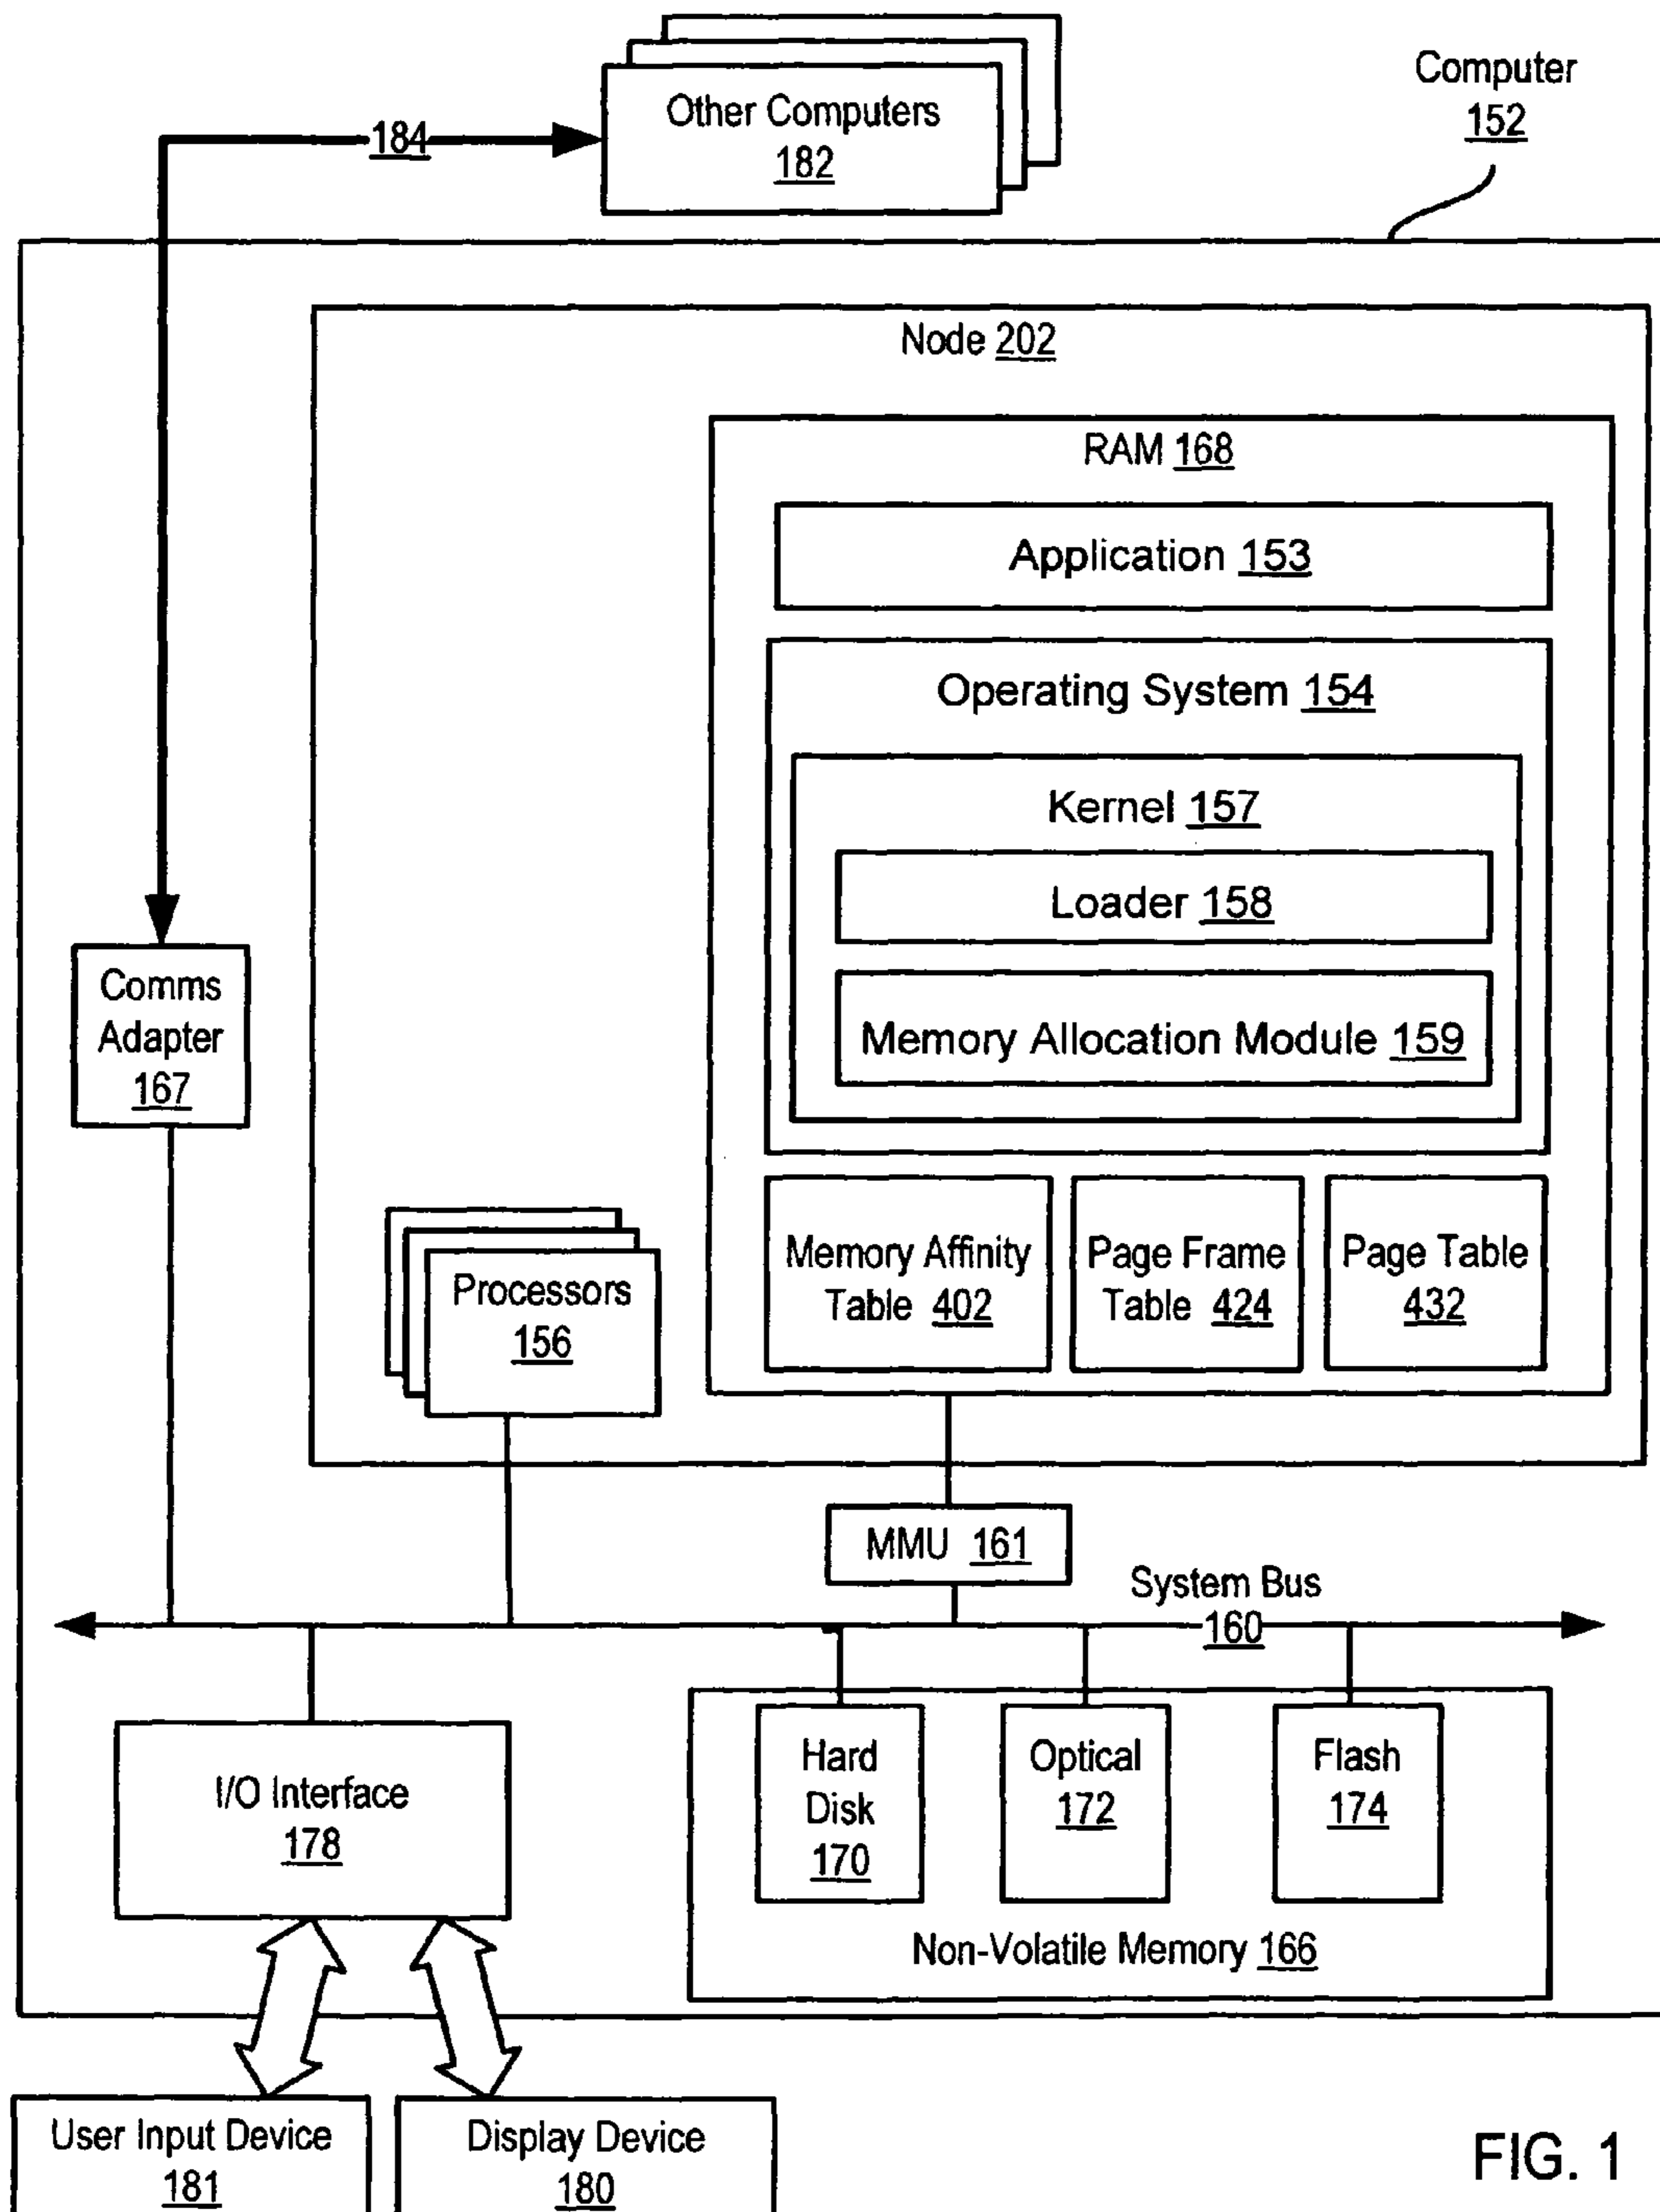 Computer
152
Other Computers
182
184
Node 202
RAM 168
Application 153
Operating System 154
Kernel 157
Loader 158
Memory Allocation Module 159
Comms
Adapter
167
Processors
156
Memory Affinity
Table 402
Page Frame
Table 424
Page Table
432
MMU 161
System Bus
160
I/O Interface
178
Hard
Disk
170
Optical
172
Flash
174
Non-Volatile Memory 166
User Input Device
181
Display Device
180
FIG. 1